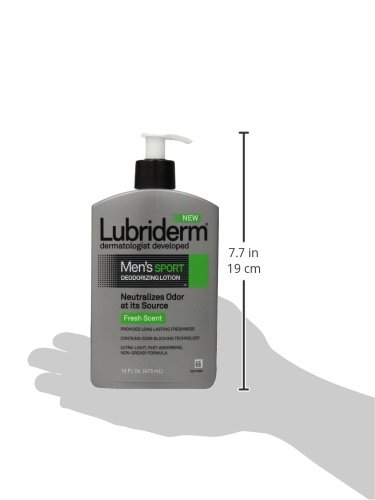 NEW
Lubriderm
dermatologist developed
Men's SPORT
DEODORIZING LOTION
Neutralizes Odor
at its Source
Fresh Scent
PROVIDES LONG LASTING FRESHNESS
CONTAINS ODOR BLOCKING TECHNOLOGY
ULTRA-LIGHT, FAST-ABSORBING,
NON-GREASY FORMULA
16 FL.Oz. (473 mL)
7.7 in
19 cm